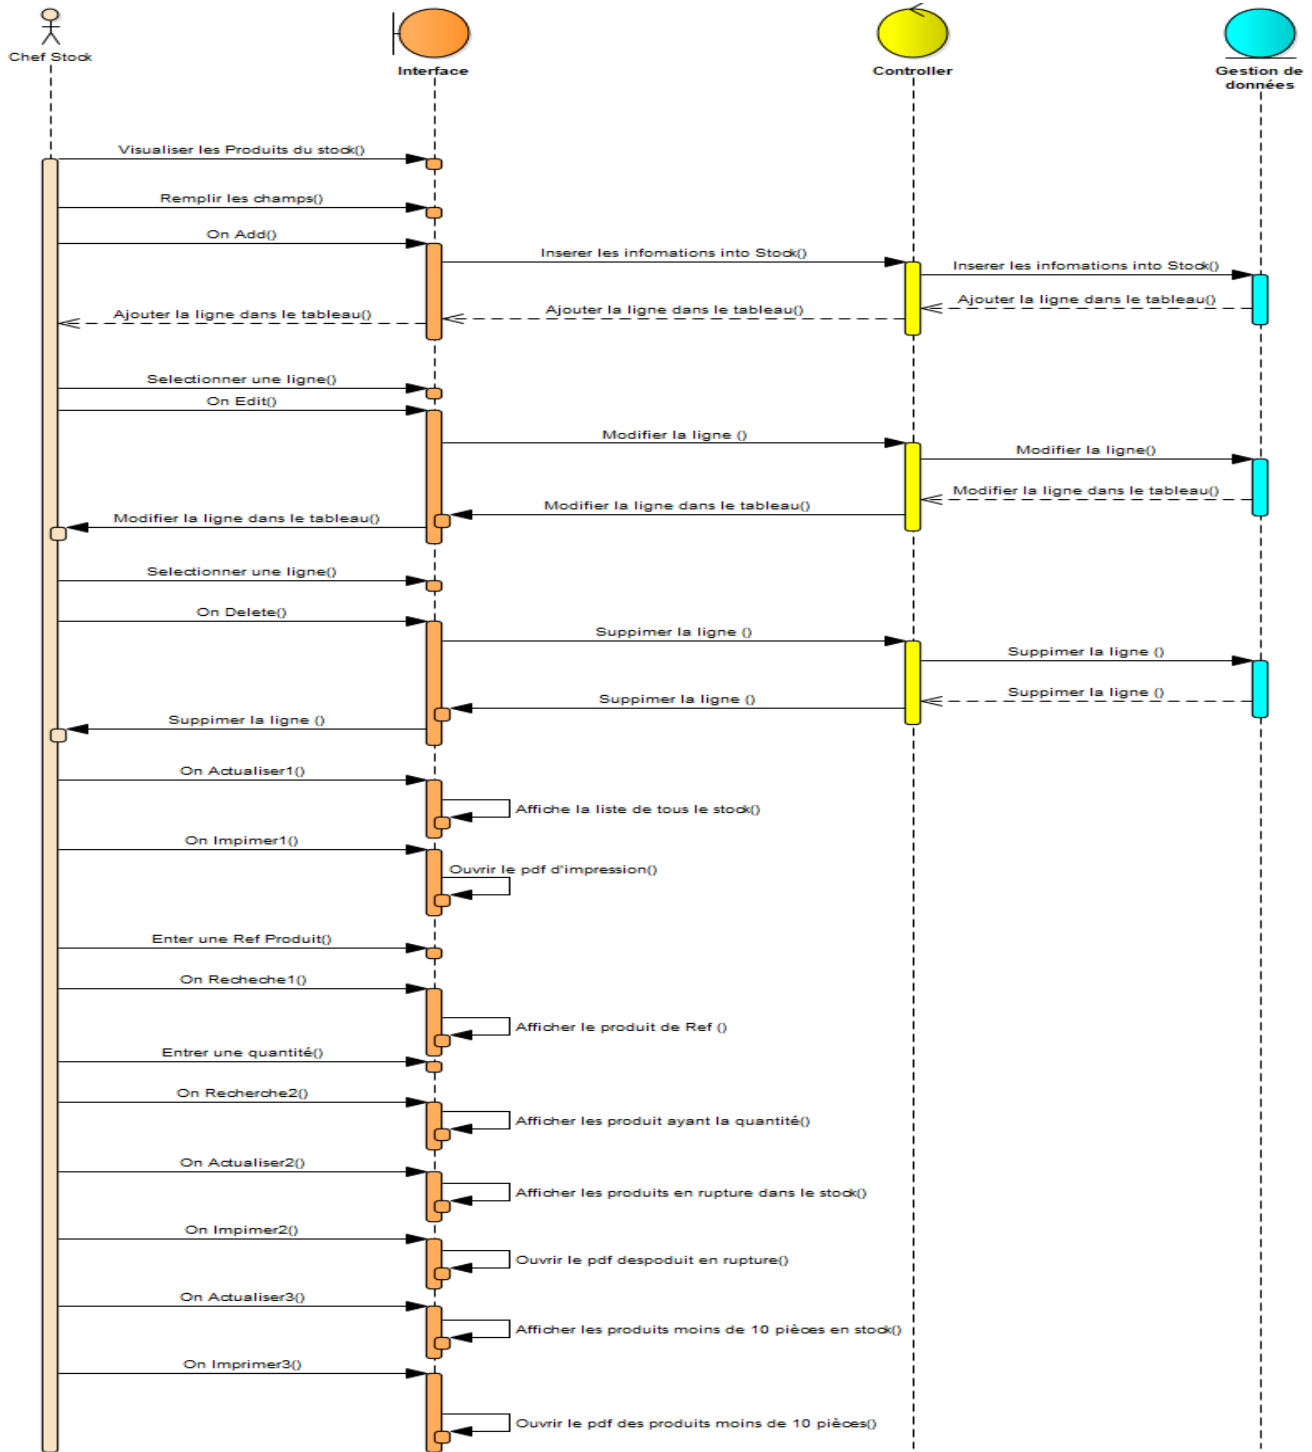 Chef Stock
Interface
Controller
Gestion de
données
Visualiser les Produits du stock()
Remplir les champs()
On Add()
Inserer les infomations into Stock()
Inserer les infomations into Stock()
Ajouter la ligne dans le tableau()
Ajouter la ligne dans le tableau()
Ajouter la ligne dans le tableau()
Selectionner une ligne()
On Edit()
Modifier la ligne ()
Modifier la ligne()
Modifier la ligne dans le tableau()
Modifier la ligne dans le tableau()
Modifier la ligne dans le tableau()
Selectionner une ligne()
On Delete()
Suppimer la ligne ()
Suppimer la ligne ()
Suppimer la ligne ()
Suppimer la ligne ()
Suppimer la ligne ()
On Actualiser1()
Affiche la liste de tous le stock()
On Impimer1()
Ouvrir le pdf d'impression()
Enter une Ref Produit()
On Recheche1()
Afficher le produit de Ref ()
Entrer une quantité()
On Recherche2()
Afficher les produit ayant la quantité()
On Actualiser2()
Afficher les produits en rupture dans le stock()
On Impimer2()
Ouvrir le pdf despoduit en rupture()
On Actualiser3()
Afficher les produits moins de 10 pièces en stock()
On Imprimer3()
Ouvrir le pdf des produits moins de 10 pièces()